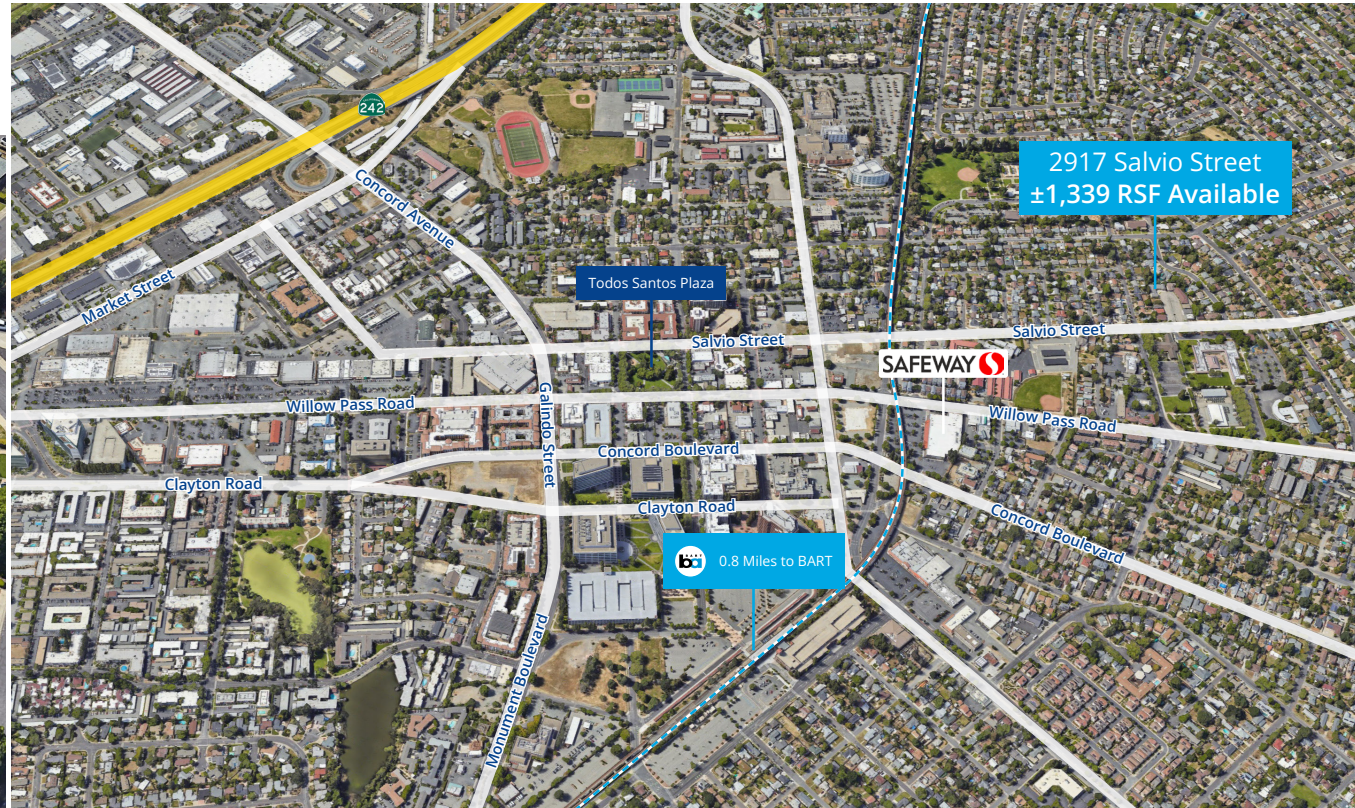 242
2917 Salvio Street
±1,339 RSF Available
Concord Avenue
Market Street
Todos Santos Plaza
Salvio Street
Salvio Street
SAFEWAY
Galindo Street
Willow Pass Road
Willow Pass Road
Concord Boulevard
Clayton Road
Clayton Road
Concord Boulevard
BART
ba 0.8 Miles to BART
Monument Boulevard